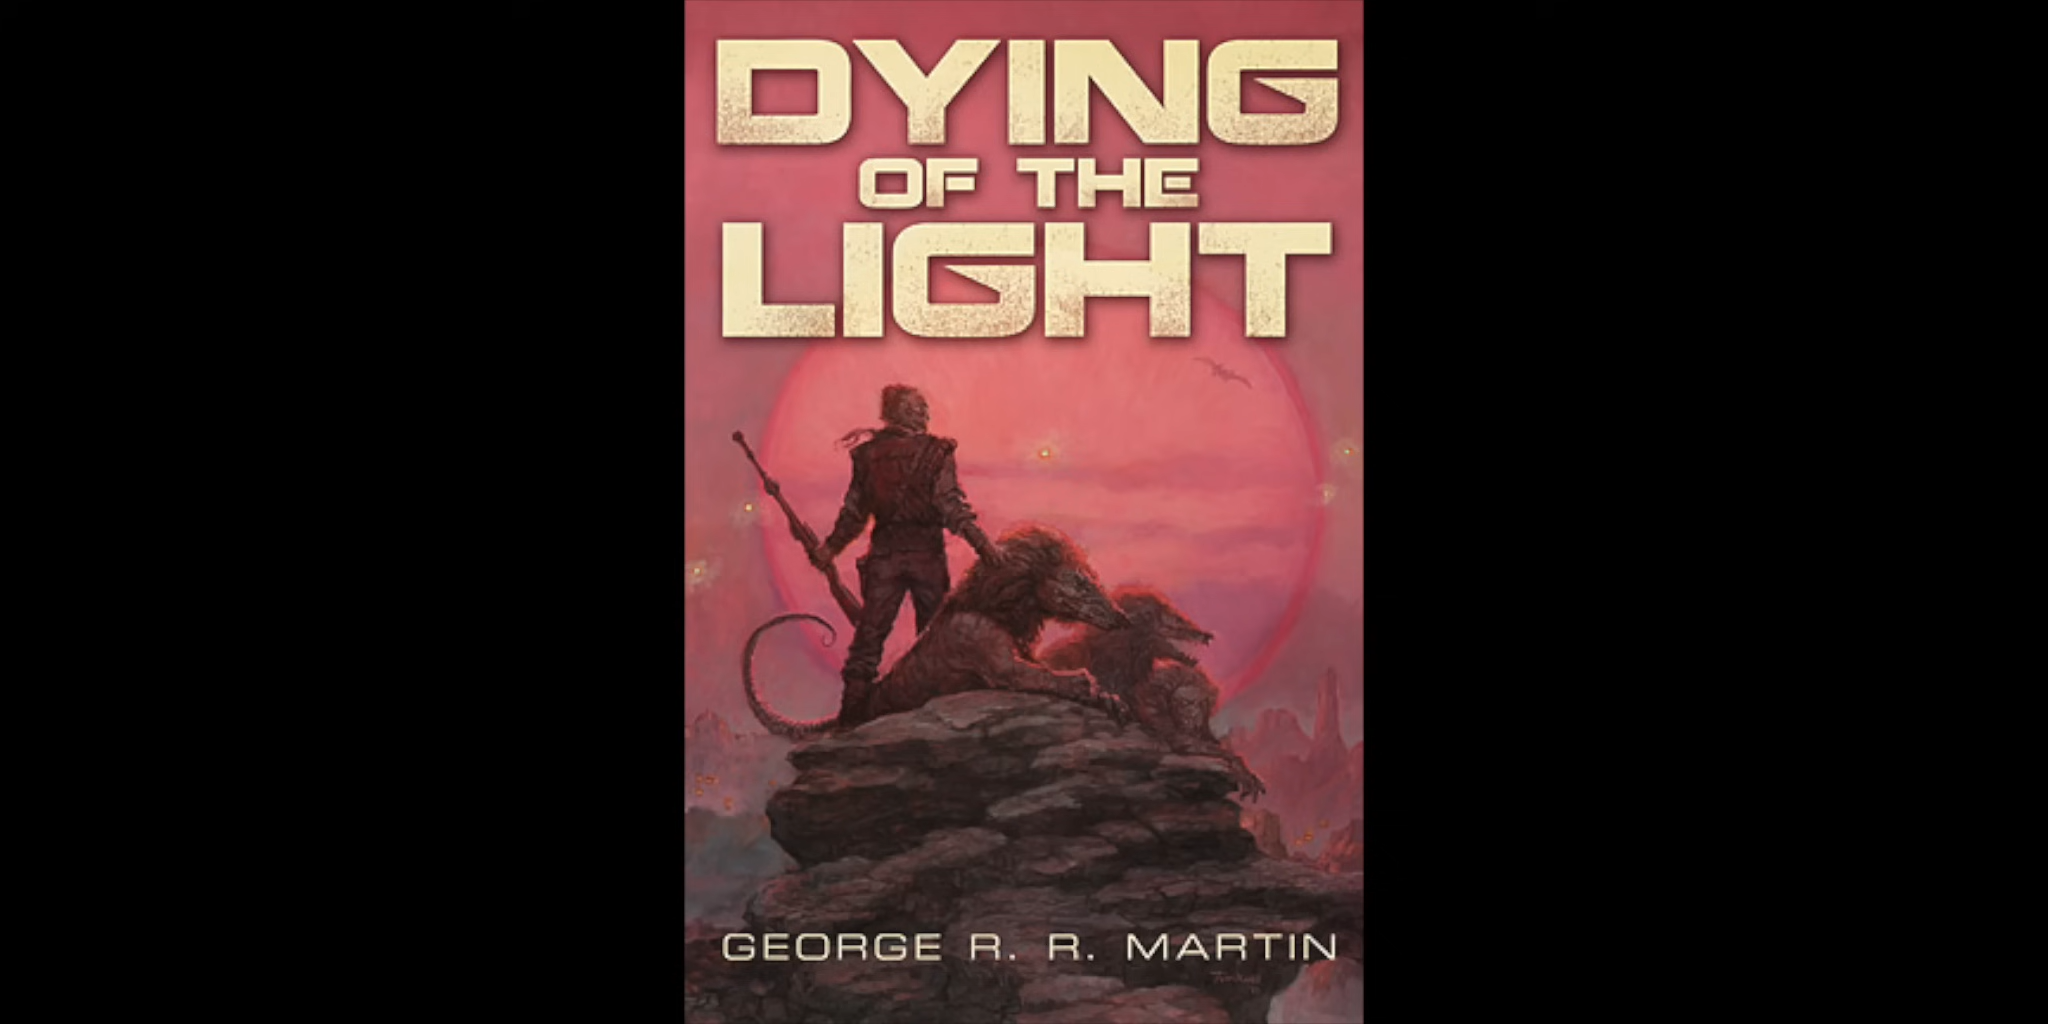 DYING
OF THE
LIGHT
GEORGE R. R. MARTIN